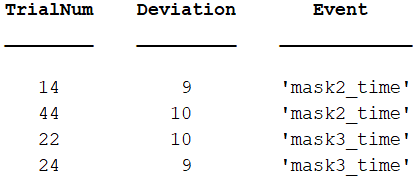 TrialNum Deviation Event
14 9 'mask2_time'
44 10 'mask2_time'
22 10 'mask3_time'
24 9 'mask3_time'